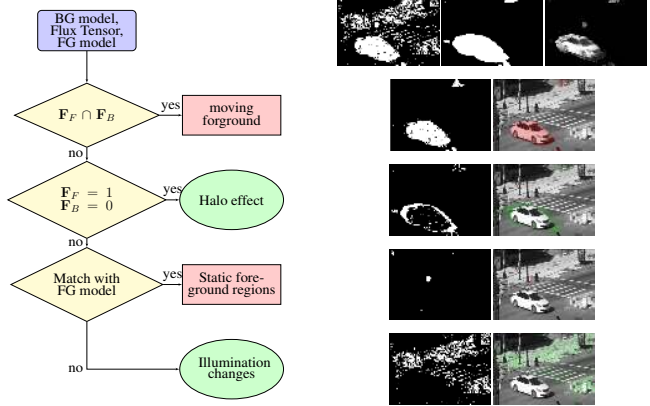 BG model,
Flux Tensor,
FG model
F_F ∩ F_B
yes
moving
forground
no
F_F = 1
F_B = 0
yes
Halo effect
no
Match with
FG model
yes
Static fore-
ground regions
no
Illumination
changes